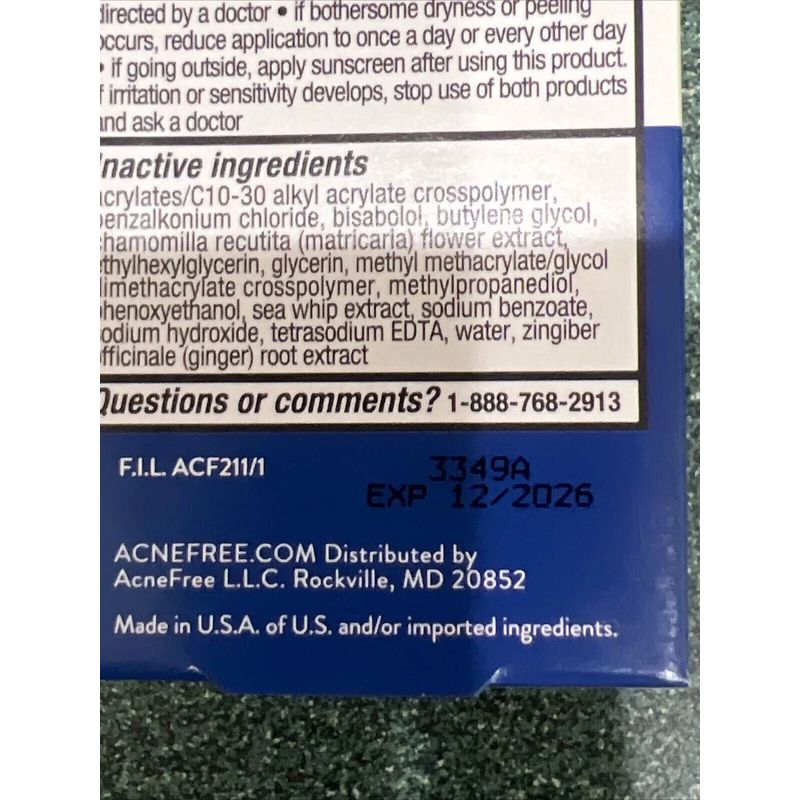 directed by a doctor • if bothersome dryness or peeling
occurs, reduce application to once a day or every other day
• if going outside, apply sunscreen after using this product.
f irritation or sensitivity develops, stop use of both products
and ask a doctor
Inactive ingredients
acrylates/C10-30 alkyl acrylate crosspolymer,
benzalkonium chloride, bisabolol, butylene glycol,
chamomilla recutita (matricaria) flower extract,
ethylhexylglycerin, glycerin, methyl methacrylate/glycol
dimethacrylate crosspolymer, methylpropanediol,
phenoxyethanol, sea whip extract, sodium benzoate,
sodium hydroxide, tetrasodium EDTA, water, zingiber
officinale (ginger) root extract
Questions or comments? 1-888-768-2913
F.I.L. ACF211/1
3349A
EXP 12/2026
ACNEFREE.COM Distributed by
AcneFree L.L.C. Rockville, MD 20852
Made in U.S.A. of U.S. and/or imported ingredients.